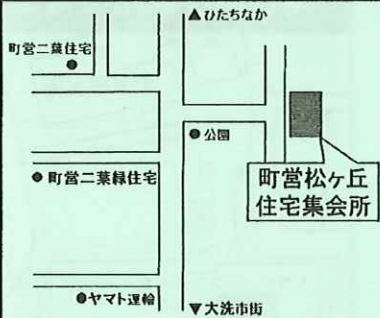 ▲ひたちなか
町営二葉住宅
●公園
●町営二葉緑住宅
町営松ヶ丘
住宅集会所
●ヤマト運輸
▼大洗市街